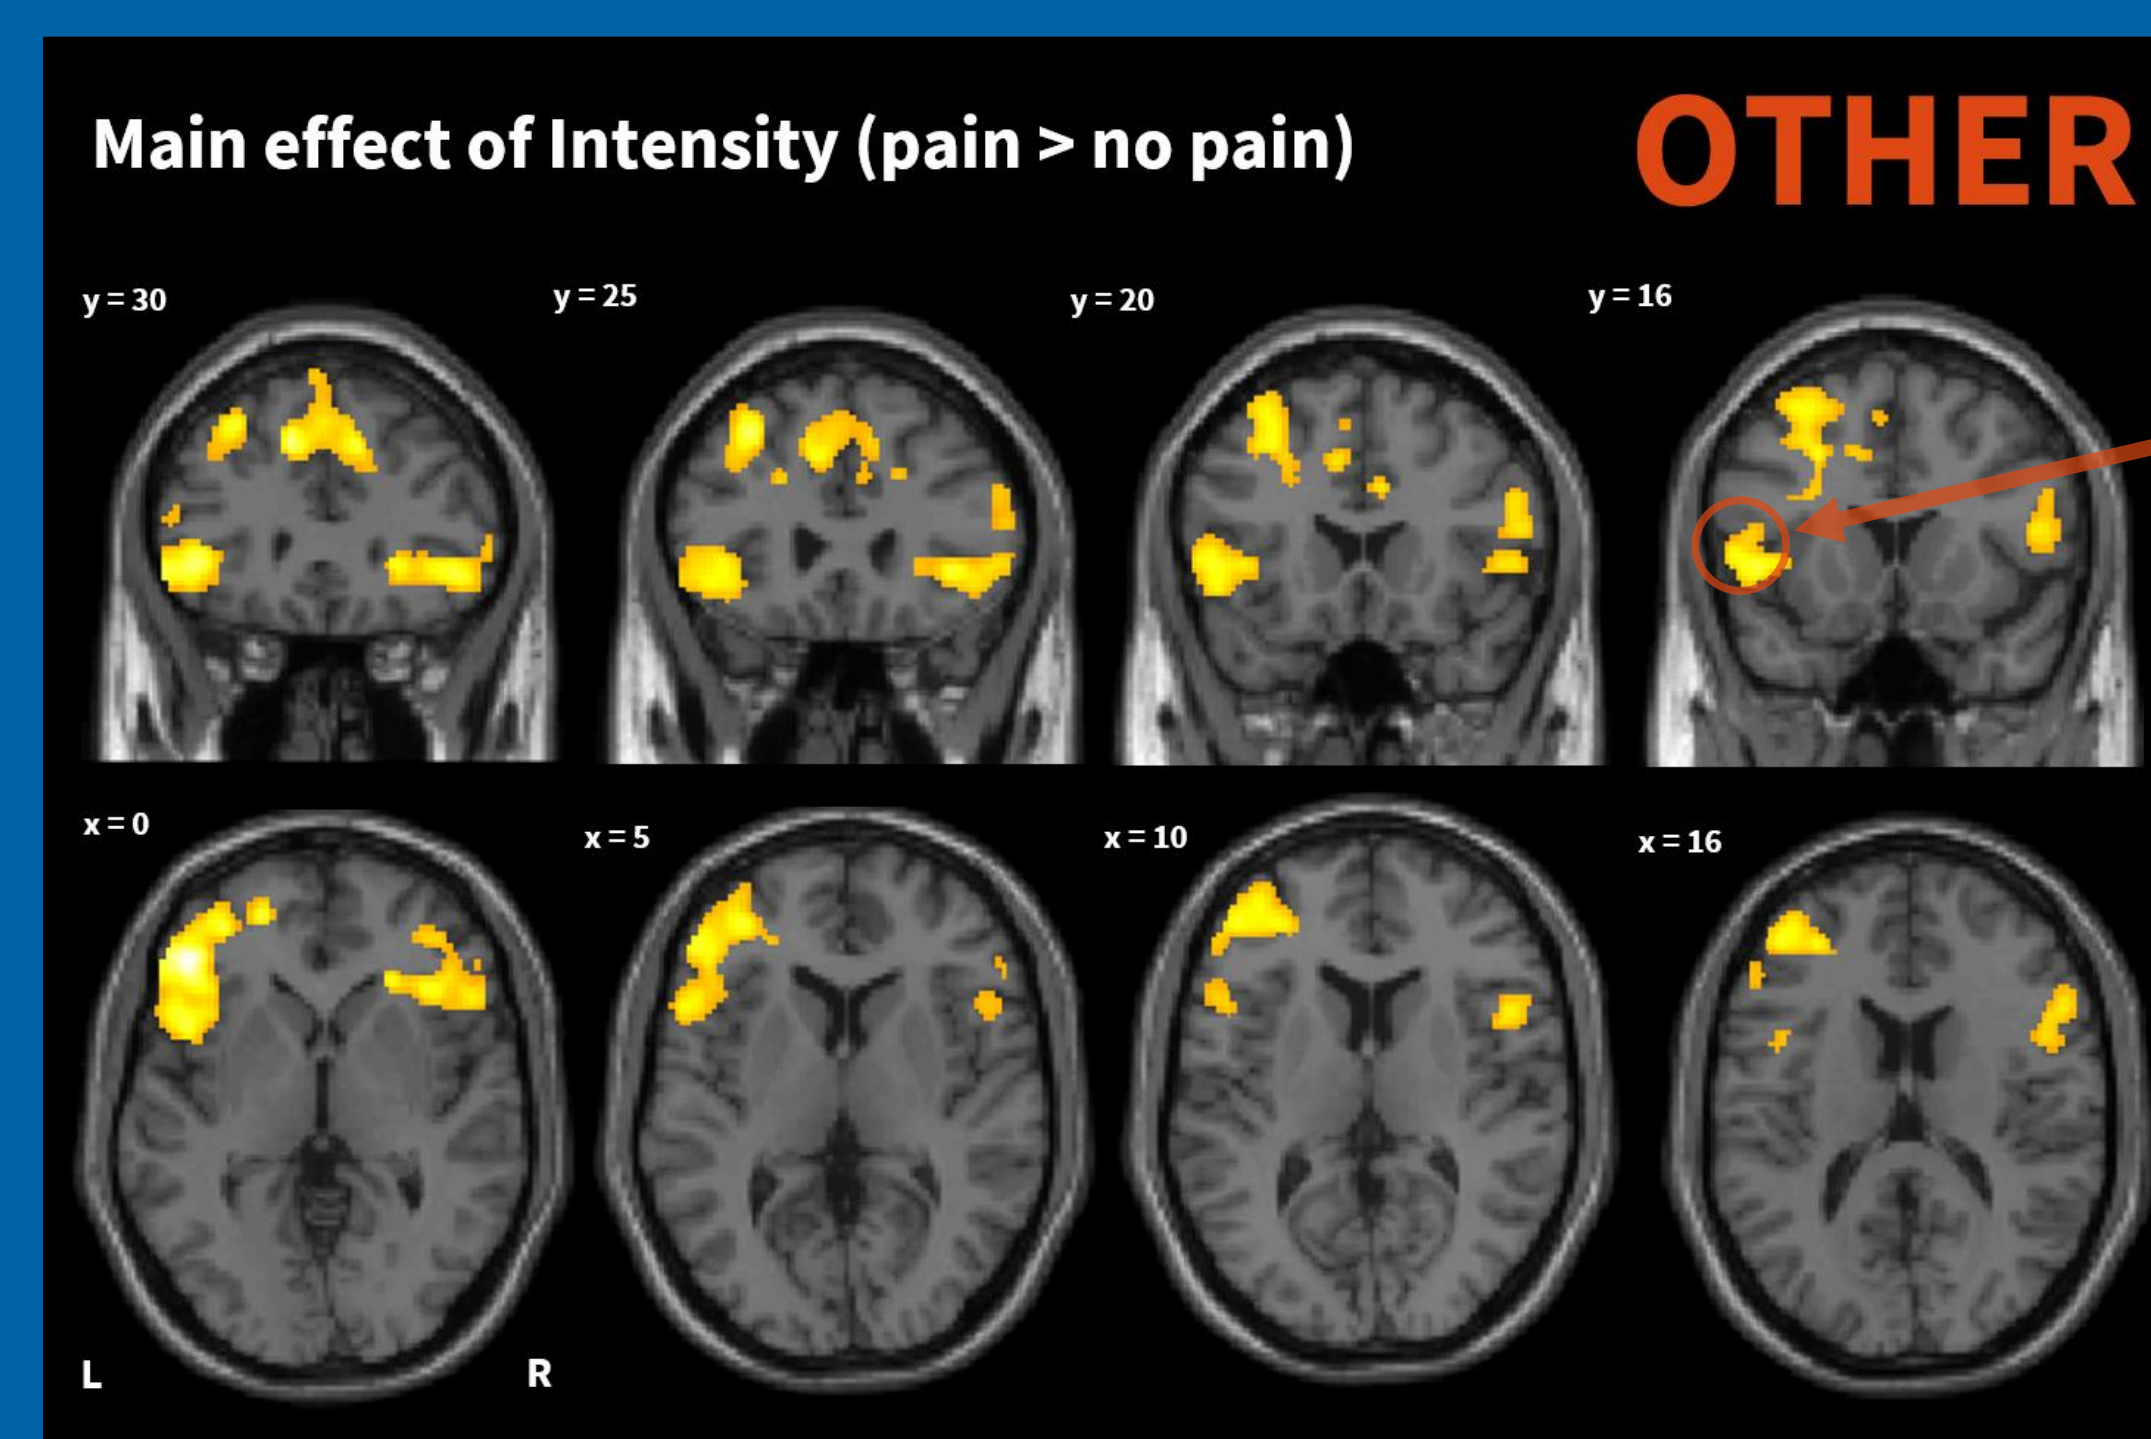 Main effect of Intensity (pain > no pain)
OTHER
y = 30
y = 25
y = 20
y = 16
x = 0
x = 5
x = 10
x = 16
L
R